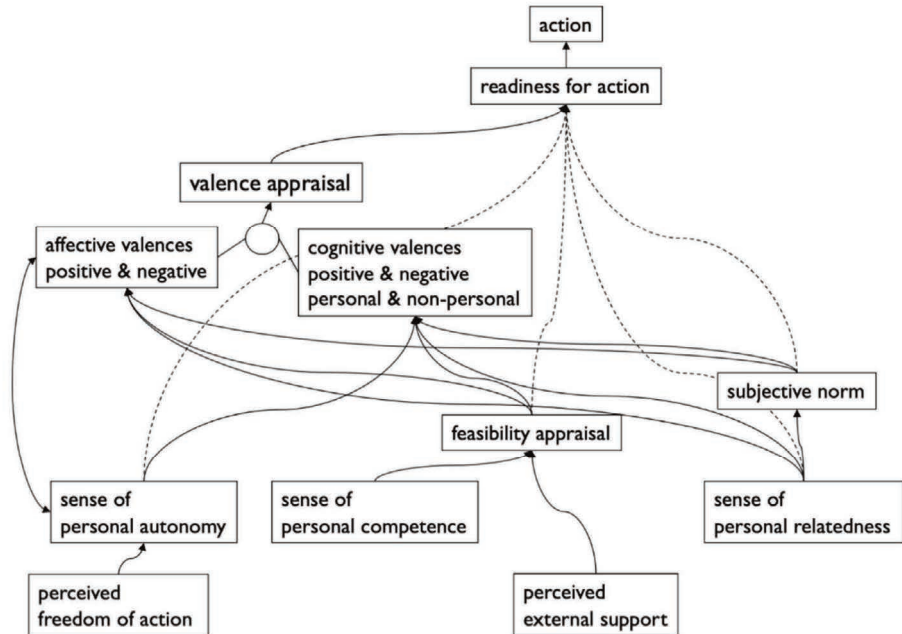 action
readiness for action
valence appraisal
affective valences
positive & negative
cognitive valences
positive & negative
personal & non-personal
subjective norm
feasibility appraisal
sense of
personal autonomy
sense of
personal competence
sense of
personal relatedness
perceived
freedom of action
perceived
external support